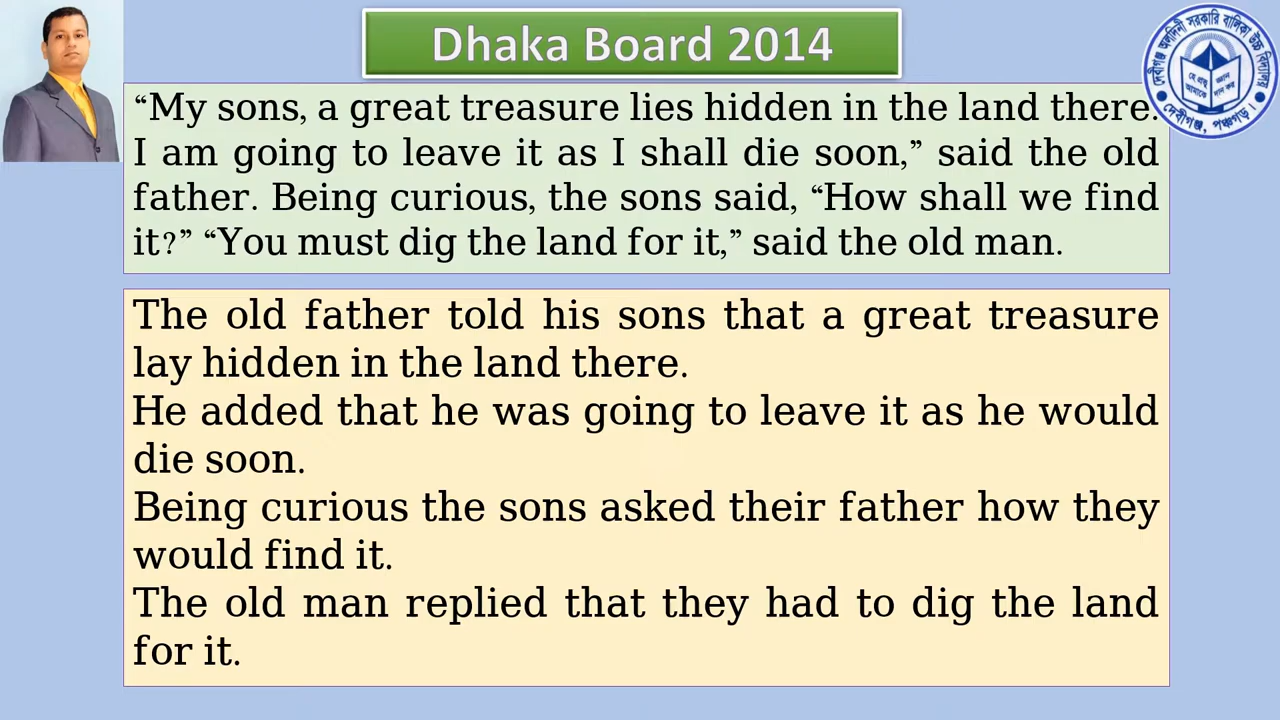 Dhaka Board 2014
“My sons, a great treasure lies hidden in the land there.
I am going to leave it as I shall die soon,” said the old
father. Being curious, the sons said, “How shall we find
it?” “You must dig the land for it,” said the old man.
The old father told his sons that a great treasure
lay hidden in the land there.
He added that he was going to leave it as he would
die soon.
Being curious the sons asked their father how they
would find it.
The old man replied that they had to dig the land
for it.
সরকারি বালিকা উচ্চ
দেবীগঞ্জ, পঞ্চগড়।